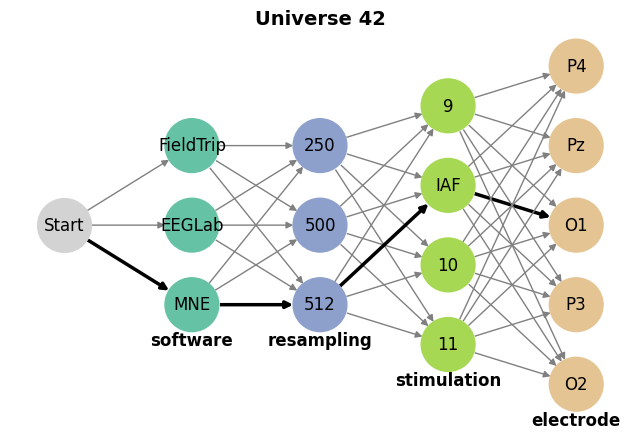 Universe 42
Start
FieldTrip
EEGLab
MNE
software
250
500
512
resampling
9
IAF
10
11
stimulation
P4
Pz
O1
P3
O2
electrode